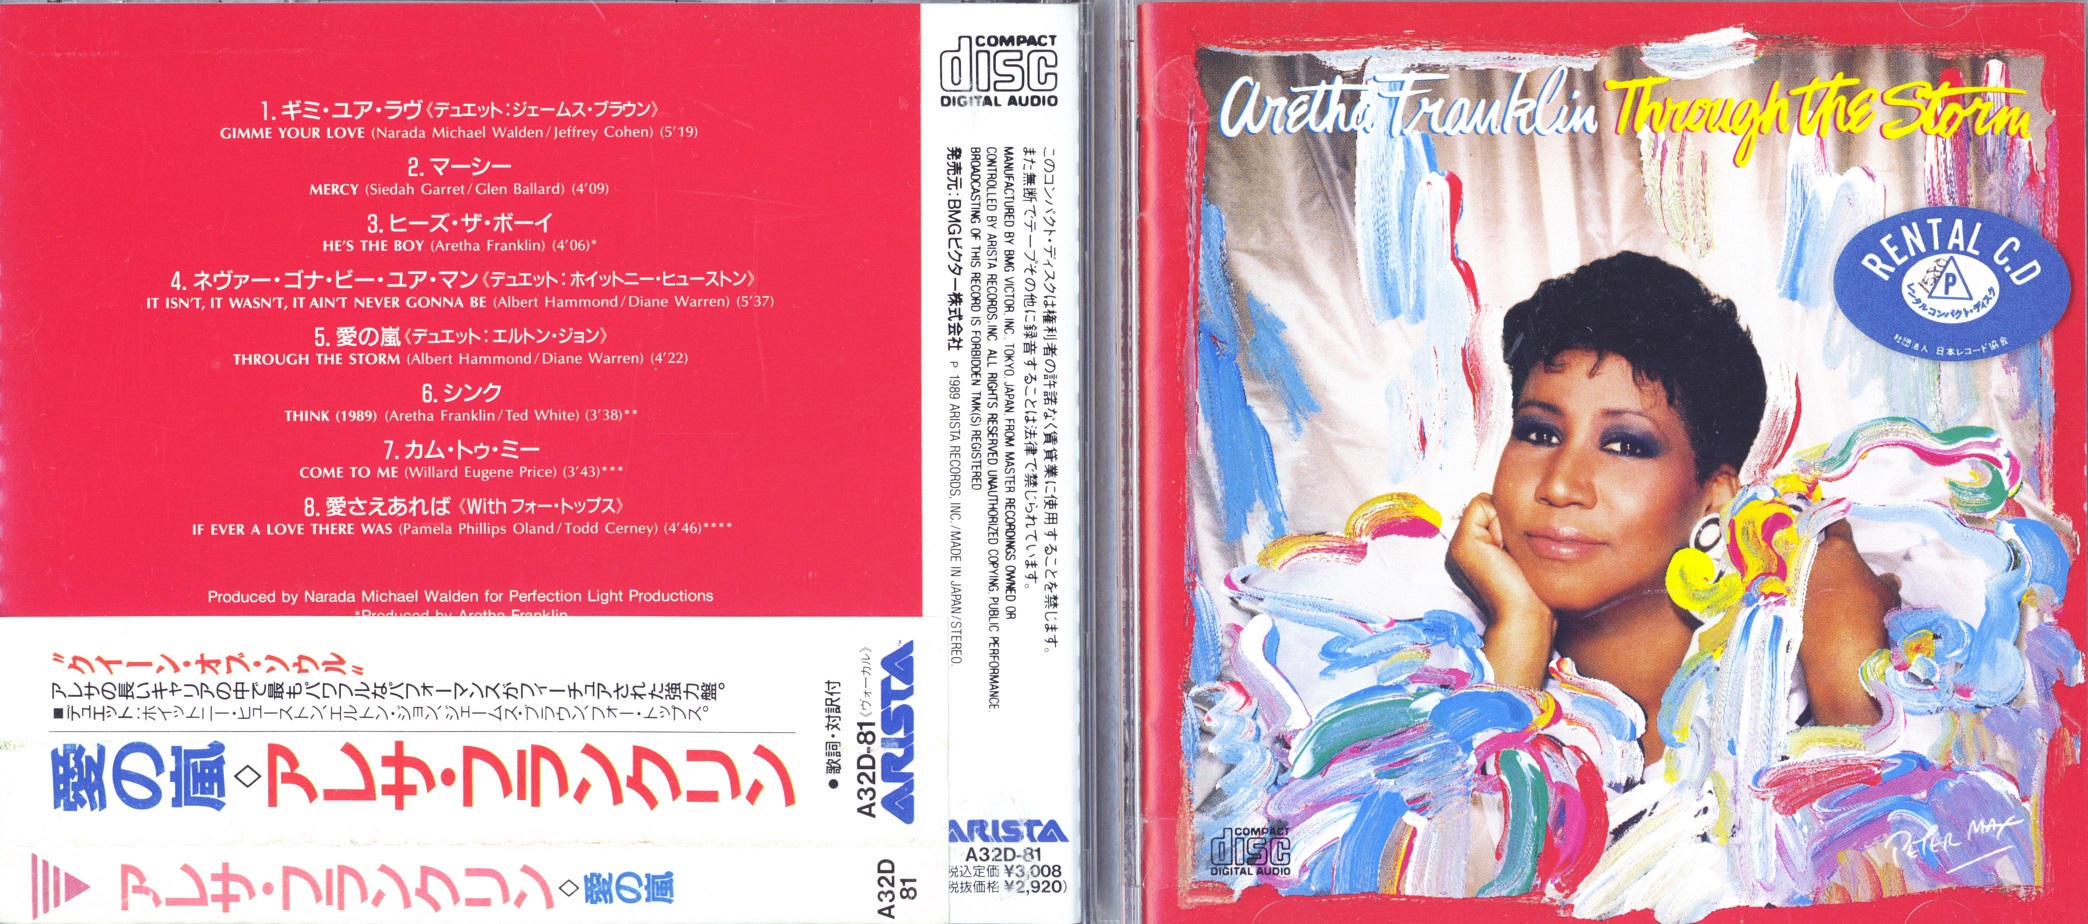 1. ギミ・ユア・ラヴ《デュエット:ジェームス・ブラウン》
GIMME YOUR LOVE (Narada Michael Walden/Jeffrey Cohen) (5'19)
2. マーシー
MERCY (Siedah Garret/Glen Ballard) (4'09)
3. ヒーズ・ザ・ボーイ
HE'S THE BOY (Aretha Franklin) (4'06)*
4. ネヴァー・ゴナ・ビー・ユア・マン《デュエット:ホイットニー・ヒューストン》
IT ISN'T, IT WASN'T, IT AIN'T NEVER GONNA BE (Albert Hammond/Diane Warren) (5'37)
5. 愛の嵐《デュエット:エルトン・ジョン》
THROUGH THE STORM (Albert Hammond/Diane Warren) (4'22)
6. シンク
THINK (1989) (Aretha Franklin/Ted White) (3'38)**
7. カム・トゥ・ミー
COME TO ME (Willard Eugene Price) (3'43)***
8. 愛さえあれば《With フォー・トップス》
IF EVER A LOVE THERE WAS (Pamela Phillips Oland/Todd Cerney) (4'46)****
Produced by Narada Michael Walden for Perfection Light Productions
*Produced by Aretha Franklin
"クイーン・オブ・ソウル"
アレサの長いキャリアの中で最もパワフルなパフォーマンスがフィーチュアされた強力盤。
■デュエット:ホイットニー・ヒューストン、エルトン・ジョン、ジェームス・ブラウン、フォー・トップス。
愛の嵐◇アレサ・フランクリン
●歌詞・対訳付
A32D-81《ヴォーカル》
ARISTA
アレサ・フランクリン◇愛の嵐
A32D
81
COMPACT
disc
DIGITAL AUDIO
このコンパクト・ディスクは権利者の許諾なく賃貸業に使用することを禁じます。
また無断でテープその他に録音することは法律で禁じられています。
MANUFACTURED BY BMG VICTOR, INC., TOKYO, JAPAN, FROM MASTER RECORDINGS OWNED OR
CONTROLLED BY ARISTA RECORDS, INC. ALL RIGHTS RESERVED. UNAUTHORIZED COPYING, PUBLIC PERFORMANCE,
BROADCASTING OF THIS RECORD IS FORBIDDEN. TMK(S) REGISTERED
発売元:BMGビクター株式会社 P 1989 ARISTA RECORDS, INC./MADE IN JAPAN/STEREO.
ARISTA
A32D-81
税込定価 ¥3,008
税抜価格 ¥2,920)
Aretha Franklin Through the Storm
RENTAL C.D
P
レンタルコンパクト・ディスク
社団法人 日本レコード協会
COMPACT
disc
DIGITAL AUDIO
PETER MAX